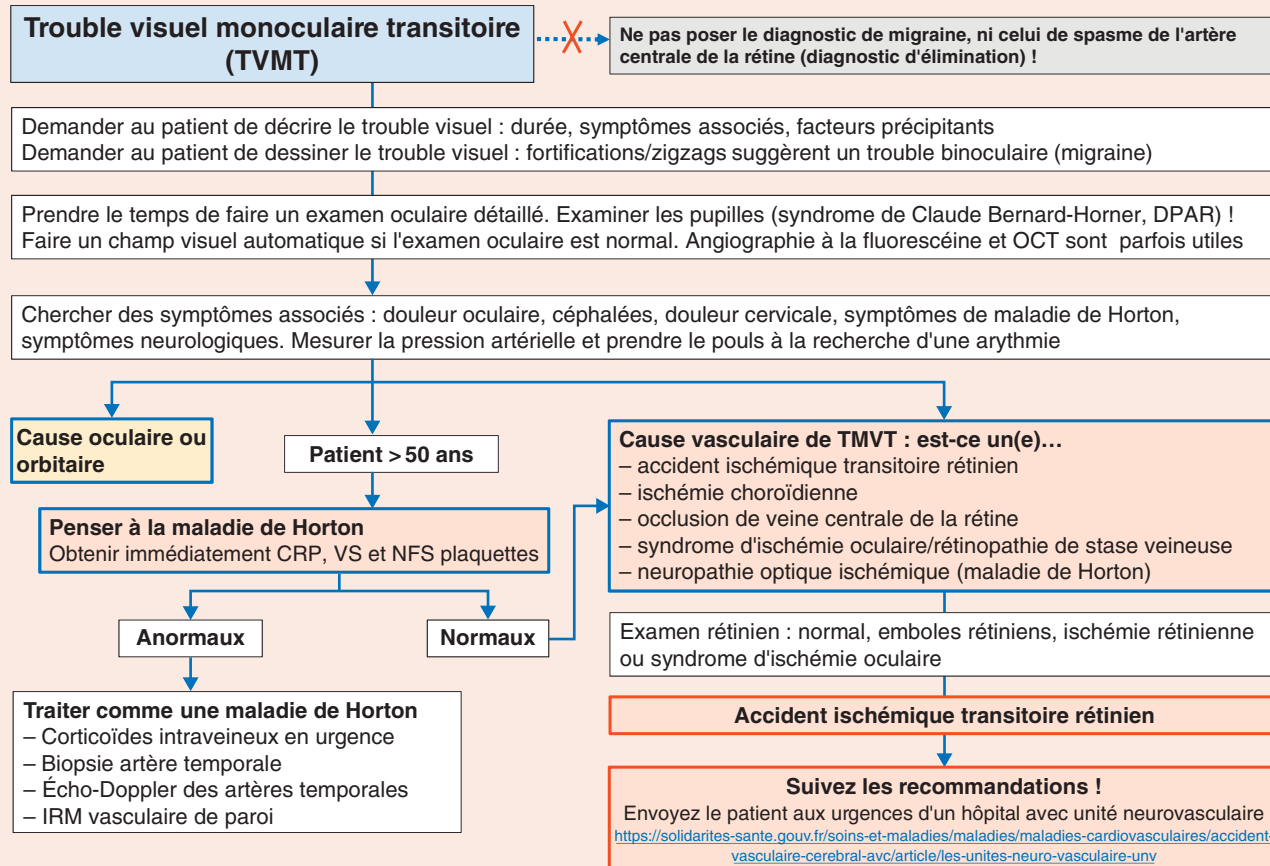 Trouble visuel monoculaire transitoire
(TVMT)
Ne pas poser le diagnostic de migraine, ni celui de spasme de l'artère
centrale de la rétine (diagnostic d'élimination) !
Demander au patient de décrire le trouble visuel : durée, symptômes associés, facteurs précipitants
Demander au patient de dessiner le trouble visuel : fortifications/zigzags suggèrent un trouble binoculaire (migraine)
Prendre le temps de faire un examen oculaire détaillé. Examiner les pupilles (syndrome de Claude Bernard-Horner, DPAR) !
Faire un champ visuel automatique si l'examen oculaire est normal. Angiographie à la fluorescéine et OCT sont parfois utiles
Chercher des symptômes associés : douleur oculaire, céphalées, douleur cervicale, symptômes de maladie de Horton,
symptômes neurologiques. Mesurer la pression artérielle et prendre le pouls à la recherche d'une arythmie
Cause oculaire ou
orbitaire
Patient > 50 ans
Penser à la maladie de Horton
Obtenir immédiatement CRP, VS et NFS plaquettes
Anormaux
Normaux
Traiter comme une maladie de Horton
– Corticoïdes intraveineux en urgence
– Biopsie artère temporale
– Écho-Doppler des artères temporales
– IRM vasculaire de paroi
Cause vasculaire de TMVT : est-ce un(e)…
– accident ischémique transitoire rétinien
– ischémie choroïdienne
– occlusion de veine centrale de la rétine
– syndrome d'ischémie oculaire/rétinopathie de stase veineuse
– neuropathie optique ischémique (maladie de Horton)
Examen rétinien : normal, emboles rétiniens, ischémie rétinienne
ou syndrome d'ischémie oculaire
Accident ischémique transitoire rétinien
Suivez les recommandations !
Envoyez le patient aux urgences d'un hôpital avec unité neurovasculaire
https://solidarites-sante.gouv.fr/soins-et-maladies/maladies/maladies-cardiovasculaires/accident-
vasculaire-cerebral-avc/article/les-unites-neuro-vasculaire-unv